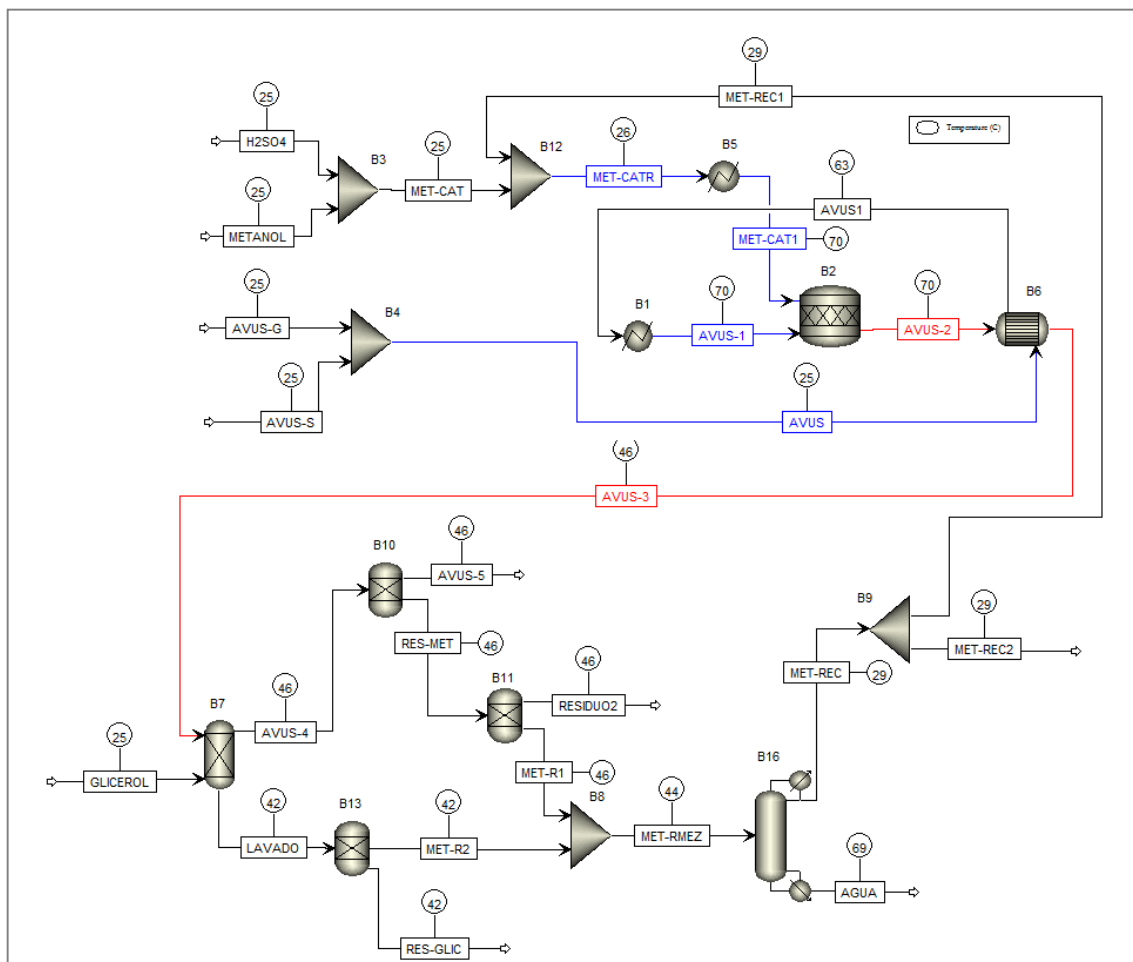 29
MET-REC1
25
H2SO4
Temperature (C)
B3
25
MET-CAT
B12
26
MET-CATR
B5
63
AVUS1
25
METANOL
MET-CAT1
70
25
AVUS-G
B4
B1
70
AVUS-1
B2
70
AVUS-2
B6
25
AVUS-S
25
AVUS
46
AVUS-3
B10
46
AVUS-5
RES-MET
46
B9
29
MET-REC2
MET-REC
29
B11
46
RESIDUO2
B7
46
AVUS-4
25
GLICEROL
MET-R1
46
B8
44
MET-RMEZ
B16
42
LAVADO
B13
42
MET-R2
69
AGUA
42
RES-GLIC